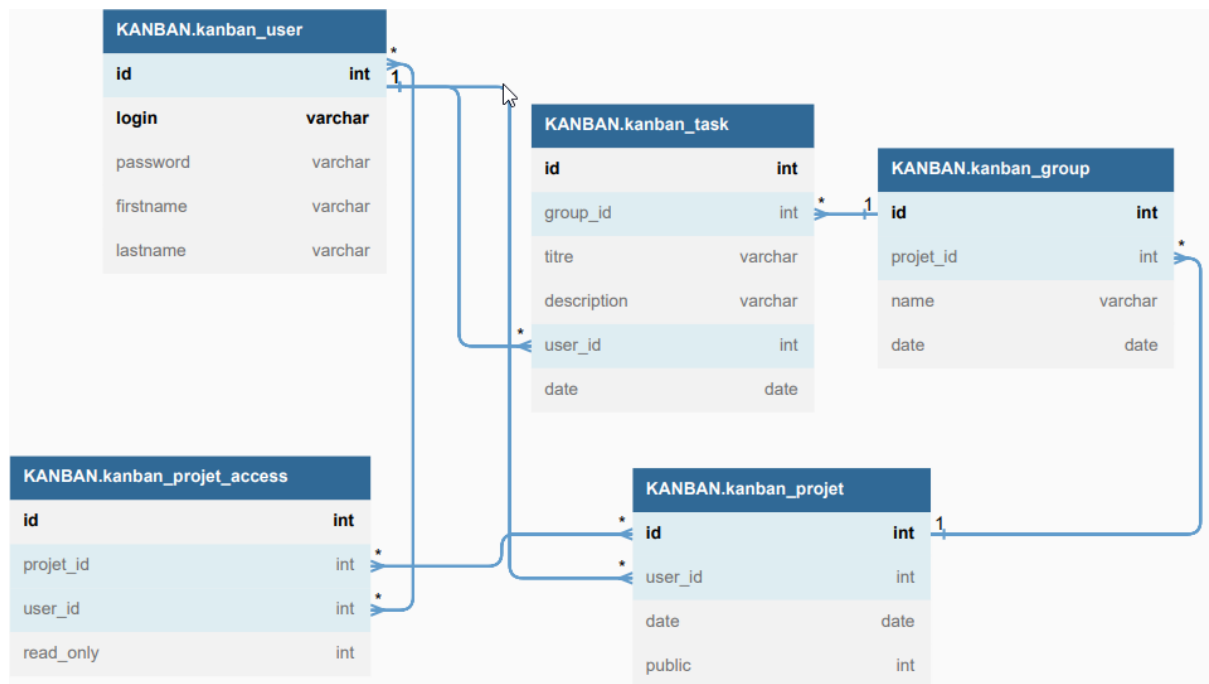 KANBAN.kanban_user
id int
login varchar
password varchar
firstname varchar
lastname varchar
*
1
KANBAN.kanban_task
id int
group_id int
titre varchar
description varchar
user_id int
date date
*
*
1
KANBAN.kanban_group
id int
projet_id int
name varchar
date date
*
KANBAN.kanban_projet_access
id int
projet_id int
user_id int
read_only int
*
*
KANBAN.kanban_projet
id int
user_id int
date date
public int
*
*
1